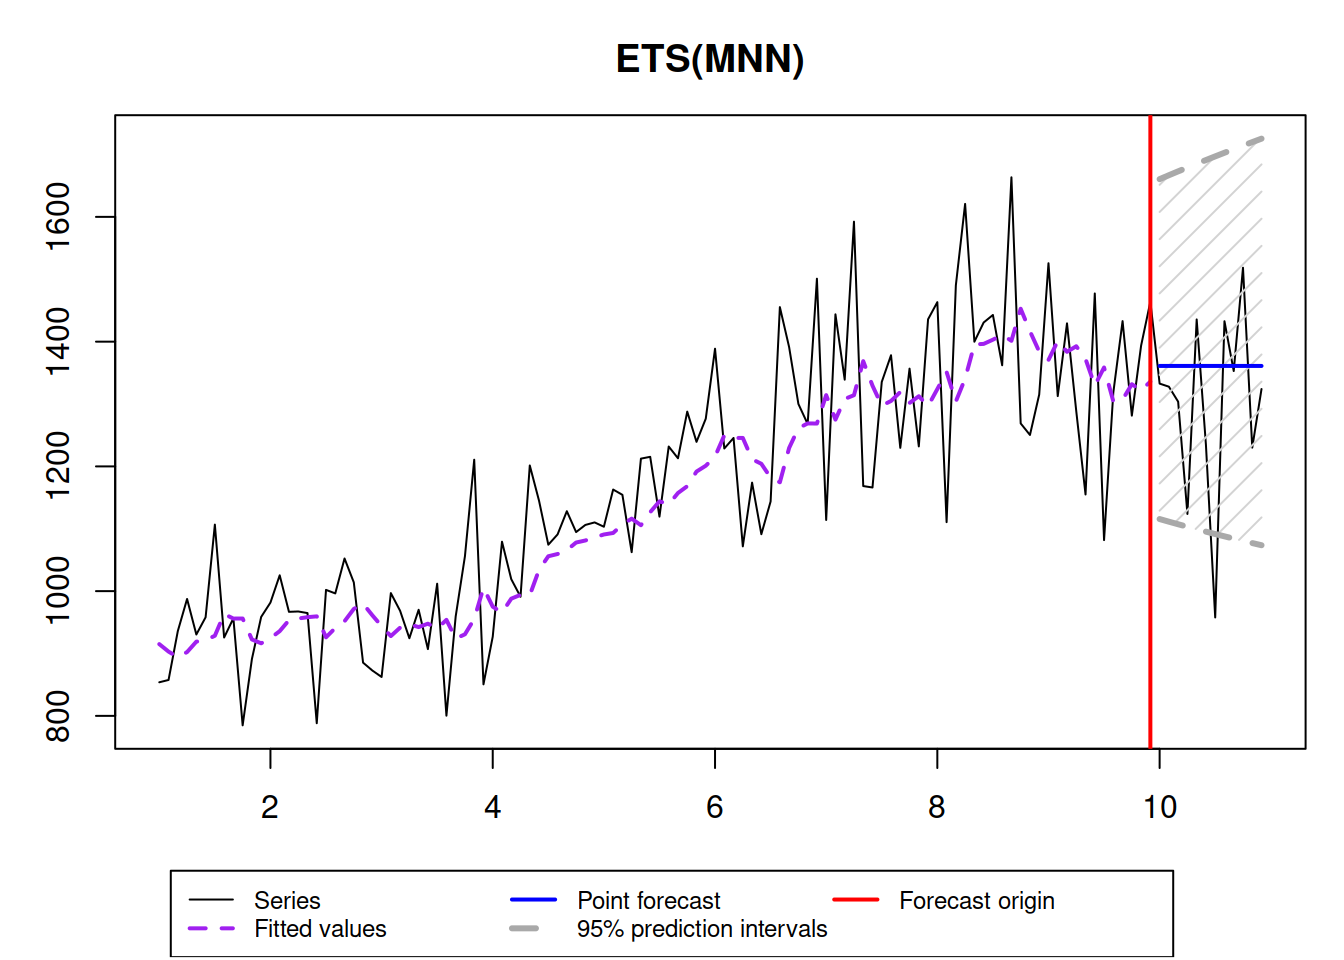 ETS(MNN)
1600
1400
1200
1000
800
2 4 6 8 10
Series Point forecast Forecast origin
Fitted values 95% prediction intervals